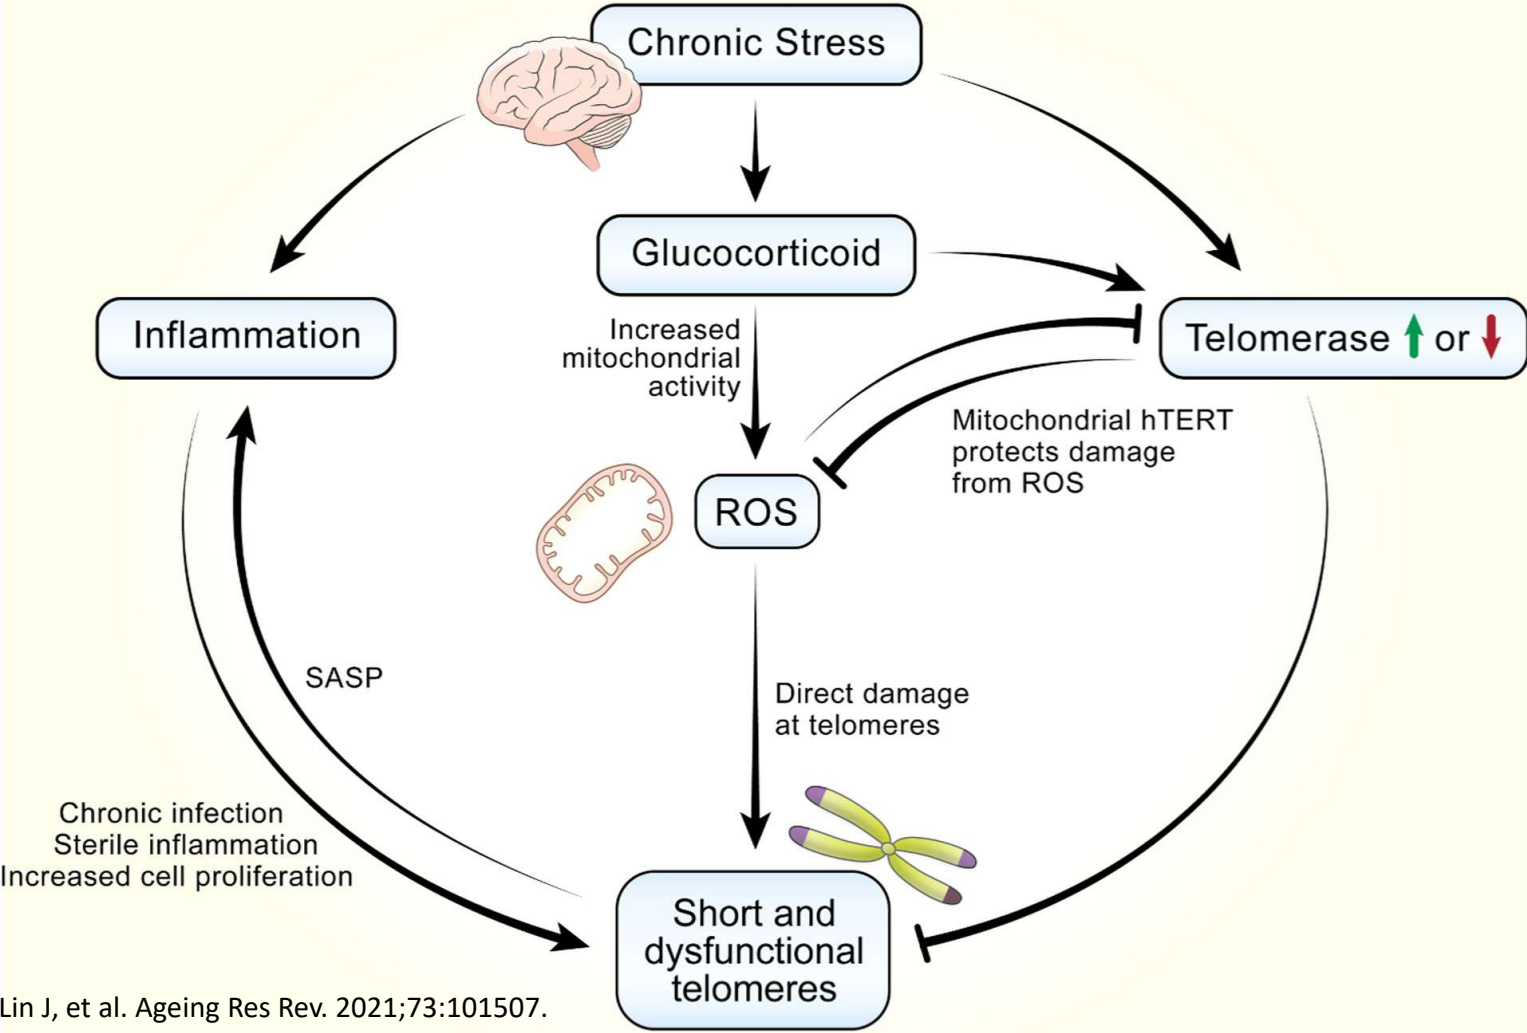 Chronic Stress
Glucocorticoid
Inflammation
Increased
mitochondrial
activity
Telomerase ↑ or ↓
Mitochondrial hTERT
protects damage
from ROS
ROS
SASP
Direct damage
at telomeres
Chronic infection
Sterile inflammation
Increased cell proliferation
Short and
dysfunctional
telomeres
Lin J, et al. Ageing Res Rev. 2021;73:101507.